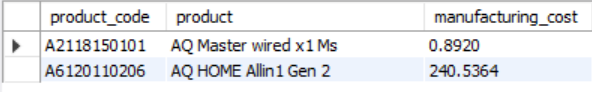 product_code product manufacturing_cost
A2118150101 AQ Master wired x1 Ms 0.8920
A6120110206 AQ HOME Allin1 Gen 2 240.5364